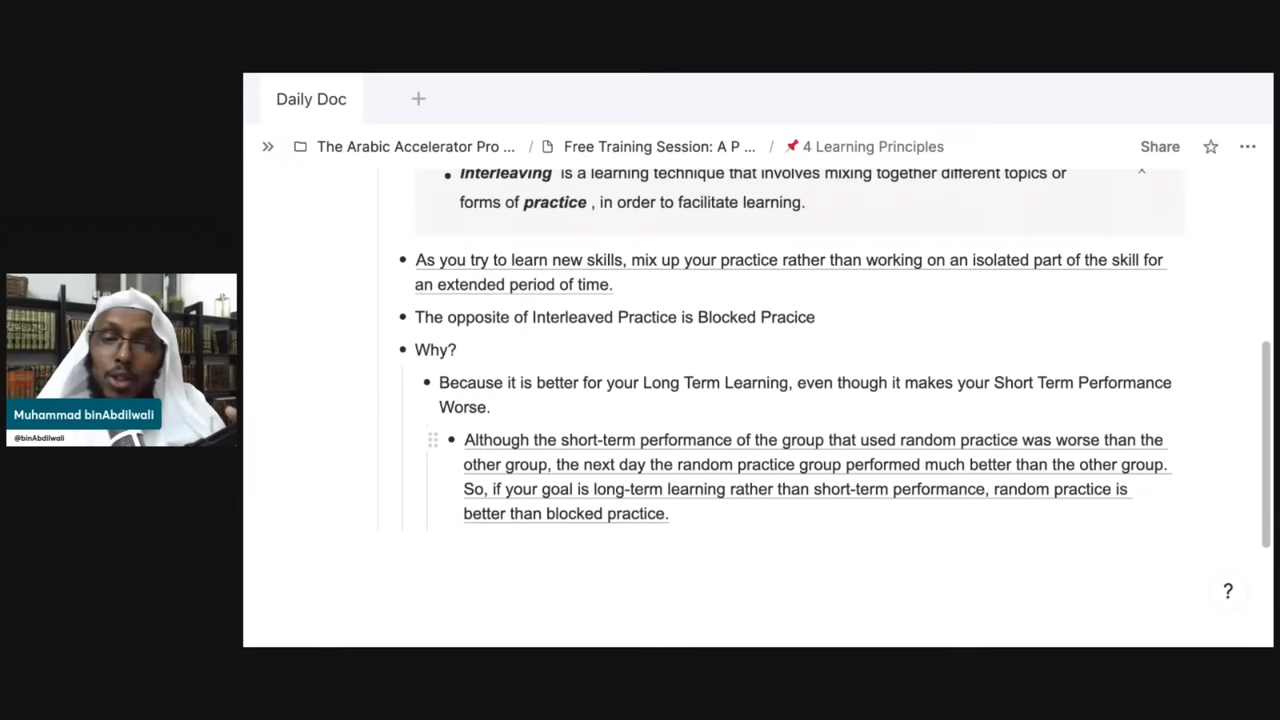 Daily Doc
The Arabic Accelerator Pro ... / Free Training Session: A P ... / 4 Learning Principles
Share
Interleaving is a learning technique that involves mixing together different topics or
forms of practice , in order to facilitate learning.
As you try to learn new skills, mix up your practice rather than working on an isolated part of the skill for
an extended period of time.
The opposite of Interleaved Practice is Blocked Pracice
Why?
Because it is better for your Long Term Learning, even though it makes your Short Term Performance
Worse.
Although the short-term performance of the group that used random practice was worse than the
other group, the next day the random practice group performed much better than the other group.
So, if your goal is long-term learning rather than short-term performance, random practice is
better than blocked practice.
?
Muhammad binAbdilwali
@binAbdilwali